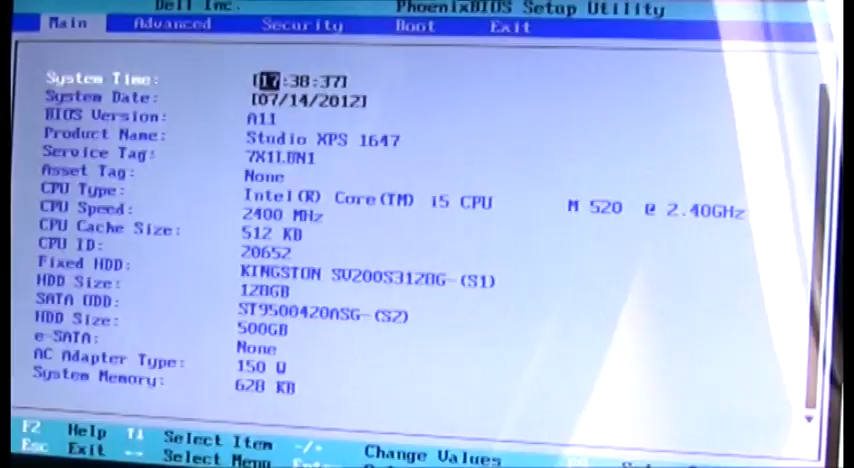 Dell Inc. PhoenixBIOS Setup Utility
Main Advanced Security Boot Exit
System Time: [17:38:37]
System Date: [07/14/2012]
BIOS Version: A11
Product Name: Studio XPS 1647
Service Tag: 7X1LBN1
Asset Tag: None
CPU Type: Intel(R) Core(TM) i5 CPU M 520 @ 2.40GHz
CPU Speed: 2400 MHz
CPU Cache Size: 512 KB
CPU ID: 20652
Fixed HDD: KINGSTON SV200S3128G-(S1)
HDD Size: 128GB
SATA ODD: ST9500420ASG-(S2)
HDD Size: 500GB
e-SATA: None
AC Adapter Type: 150 W
System Memory: 628 KB
F2 Help ↑↓ Select Item -/+ Change Values
Esc Exit Select Menu Enter